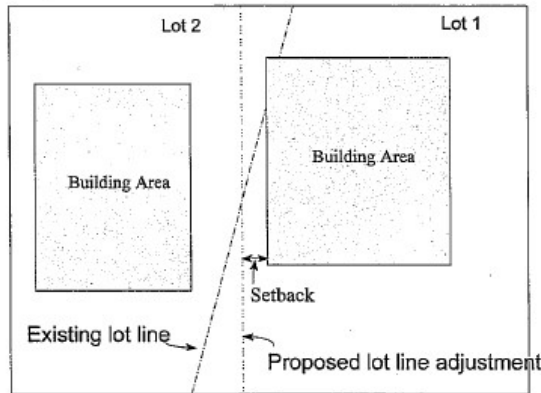 Lot 2
Lot 1
Building Area
Building Area
Setback
Existing lot line
Proposed lot line adjustment